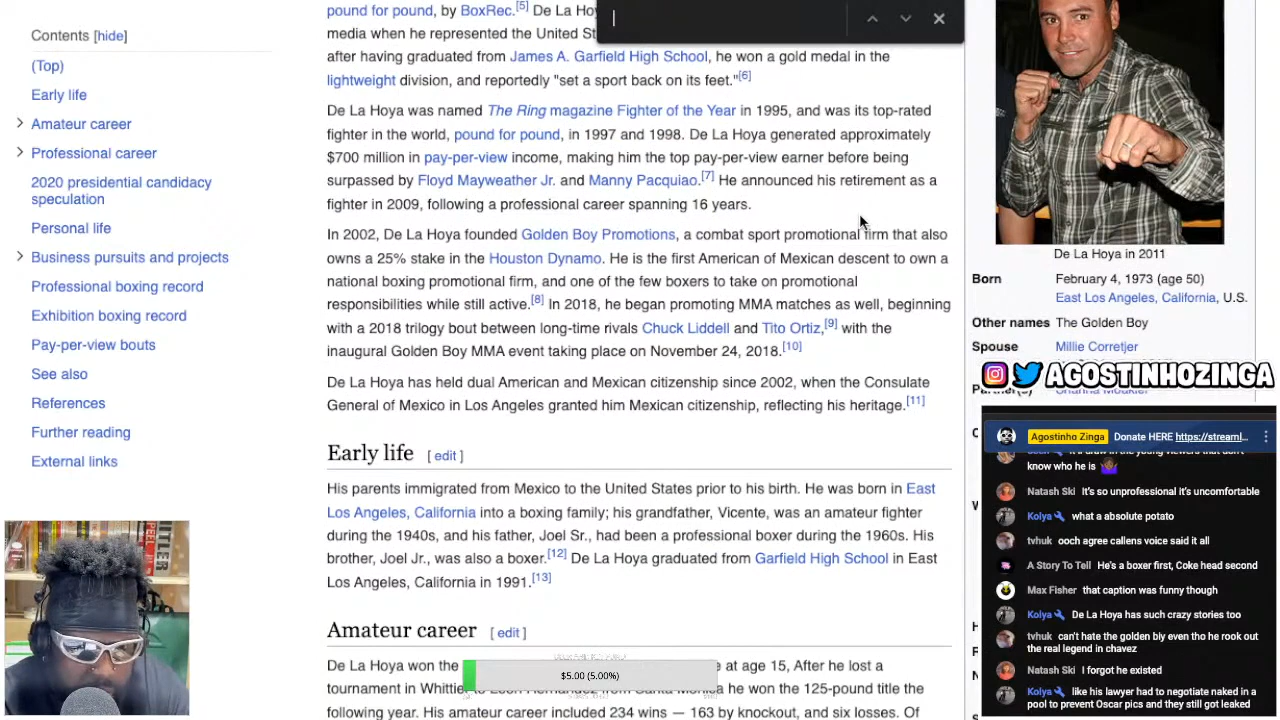 Contents [hide]
(Top)
Early life
Amateur career
Professional career
2020 presidential candidacy
speculation
Personal life
Business pursuits and projects
Professional boxing record
Exhibition boxing record
Pay-per-view bouts
See also
References
Further reading
External links
pound for pound, by BoxRec.[5] De La Hoy
media when he represented the United St
after having graduated from James A. Garfield High School, he won a gold medal in the
lightweight division, and reportedly "set a sport back on its feet."[6]
De La Hoya was named The Ring magazine Fighter of the Year in 1995, and was its top-rated
fighter in the world, pound for pound, in 1997 and 1998. De La Hoya generated approximately
$700 million in pay-per-view income, making him the top pay-per-view earner before being
surpassed by Floyd Mayweather Jr. and Manny Pacquiao.[7] He announced his retirement as a
fighter in 2009, following a professional career spanning 16 years.
In 2002, De La Hoya founded Golden Boy Promotions, a combat sport promotional firm that also
owns a 25% stake in the Houston Dynamo. He is the first American of Mexican descent to own a
national boxing promotional firm, and one of the few boxers to take on promotional
responsibilities while still active.[8] In 2018, he began promoting MMA matches as well, beginning
with a 2018 trilogy bout between long-time rivals Chuck Liddell and Tito Ortiz,[9] with the
inaugural Golden Boy MMA event taking place on November 24, 2018.[10]
De La Hoya has held dual American and Mexican citizenship since 2002, when the Consulate
General of Mexico in Los Angeles granted him Mexican citizenship, reflecting his heritage.[11]
Early life [ edit ]
His parents immigrated from Mexico to the United States prior to his birth. He was born in East
Los Angeles, California into a boxing family; his grandfather, Vicente, was an amateur fighter
during the 1940s, and his father, Joel Sr., had been a professional boxer during the 1960s. His
brother, Joel Jr., was also a boxer.[12] De La Hoya graduated from Garfield High School in East
Los Angeles, California in 1991.[13]
Amateur career [ edit ]
De La Hoya won the e at age 15, After he lost a
tournament in Whittier he won the 125-pound title the
following year. His amateur career included 234 wins — 163 by knockout, and six losses. Of
$5.00 (5.00%)
De La Hoya in 2011
Born February 4, 1973 (age 50)
East Los Angeles, California, U.S.
Other names The Golden Boy
Spouse Millie Corretjer
AGOSTINHOZINGA
Agostinho Zinga Donate HERE https://streaml...
know who he is
Natash Ski It's so unprofessional it's uncomfortable
Kolya what a absolute potato
tvhuk ooch agree callens voice said it all
A Story To Tell He's a boxer first, Coke head second
Max Fisher that caption was funny though
Kolya De La Hoya has such crazy stories too
tvhuk can't hate the golden biy even tho he rook out
the real legend in chavez
Natash Ski I forgot he existed
Kolya like his lawyer had to negotiate naked in a
pool to prevent Oscar pics and they still got leaked